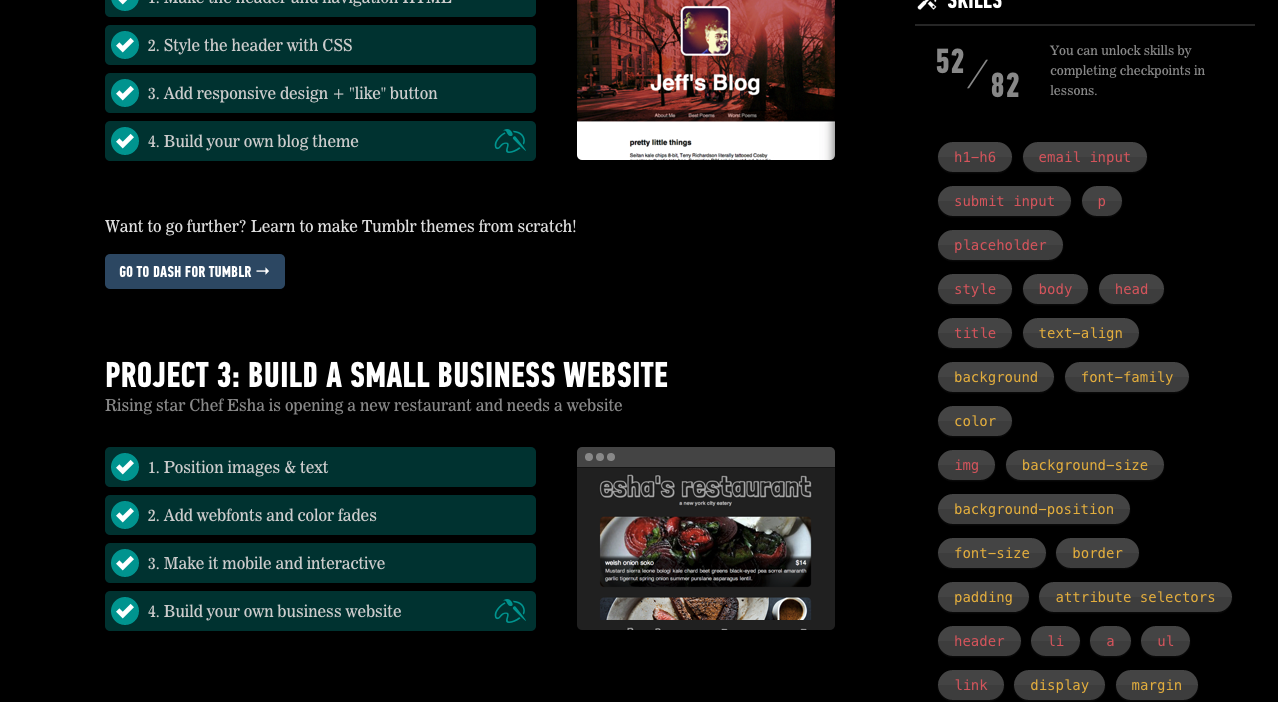 1. Make the header and navigation HTML
2. Style the header with CSS
3. Add responsive design + "like" button
4. Build your own blog theme
Jeff's Blog
About Me Best Poems Worst Poems
pretty little things
Seitan kale chips 8-bit, Terry Richardson literally tattooed Cosby
Want to go further? Learn to make Tumblr themes from scratch!
GO TO DASH FOR TUMBLR →
PROJECT 3: BUILD A SMALL BUSINESS WEBSITE
Rising star Chef Esha is opening a new restaurant and needs a website
1. Position images & text
2. Add webfonts and color fades
3. Make it mobile and interactive
4. Build your own business website
esha's restaurant
a new york city eatery
welsh onion soko $14
Mustard sierra leone bologi kale chard beet greens black-eyed pea sorrel amaranth
garlic tigernut spring onion summer purslane asparagus lentil.
SKILLS
52/82
You can unlock skills by
completing checkpoints in
lessons.
h1-h6 email input
submit input p
placeholder
style body head
title text-align
background font-family
color
img background-size
background-position
font-size border
padding attribute selectors
header li a ul
link display margin